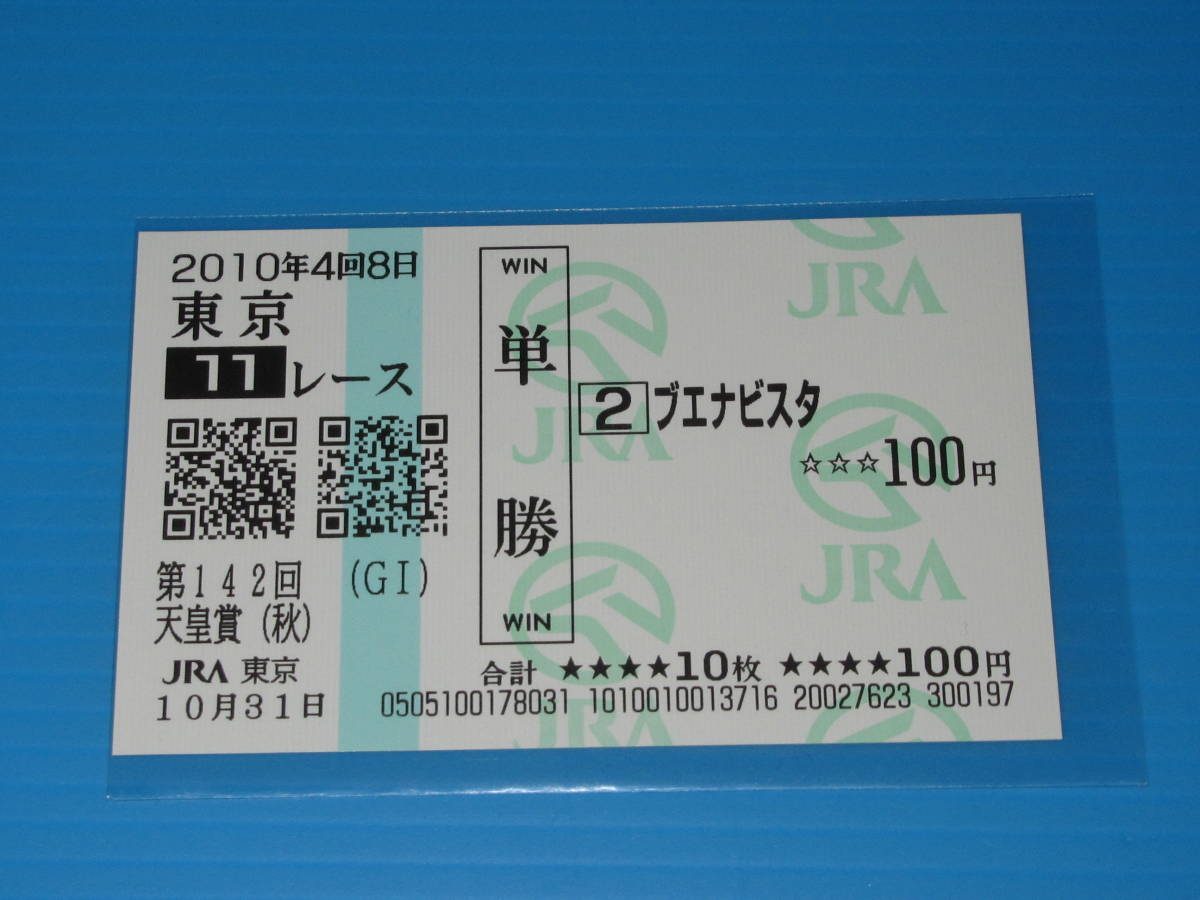 2010年4回8日
東京
11レース
第142回 (GI)
天皇賞(秋)
JRA 東京
10月31日
WIN
単勝
WIN
2 ブエナビスタ
☆☆☆100円
合計 ★★★★10枚 ★★★★100円
0505100178031 1010010013716 20027623 300197
JRA
JRA
JRA
JRA